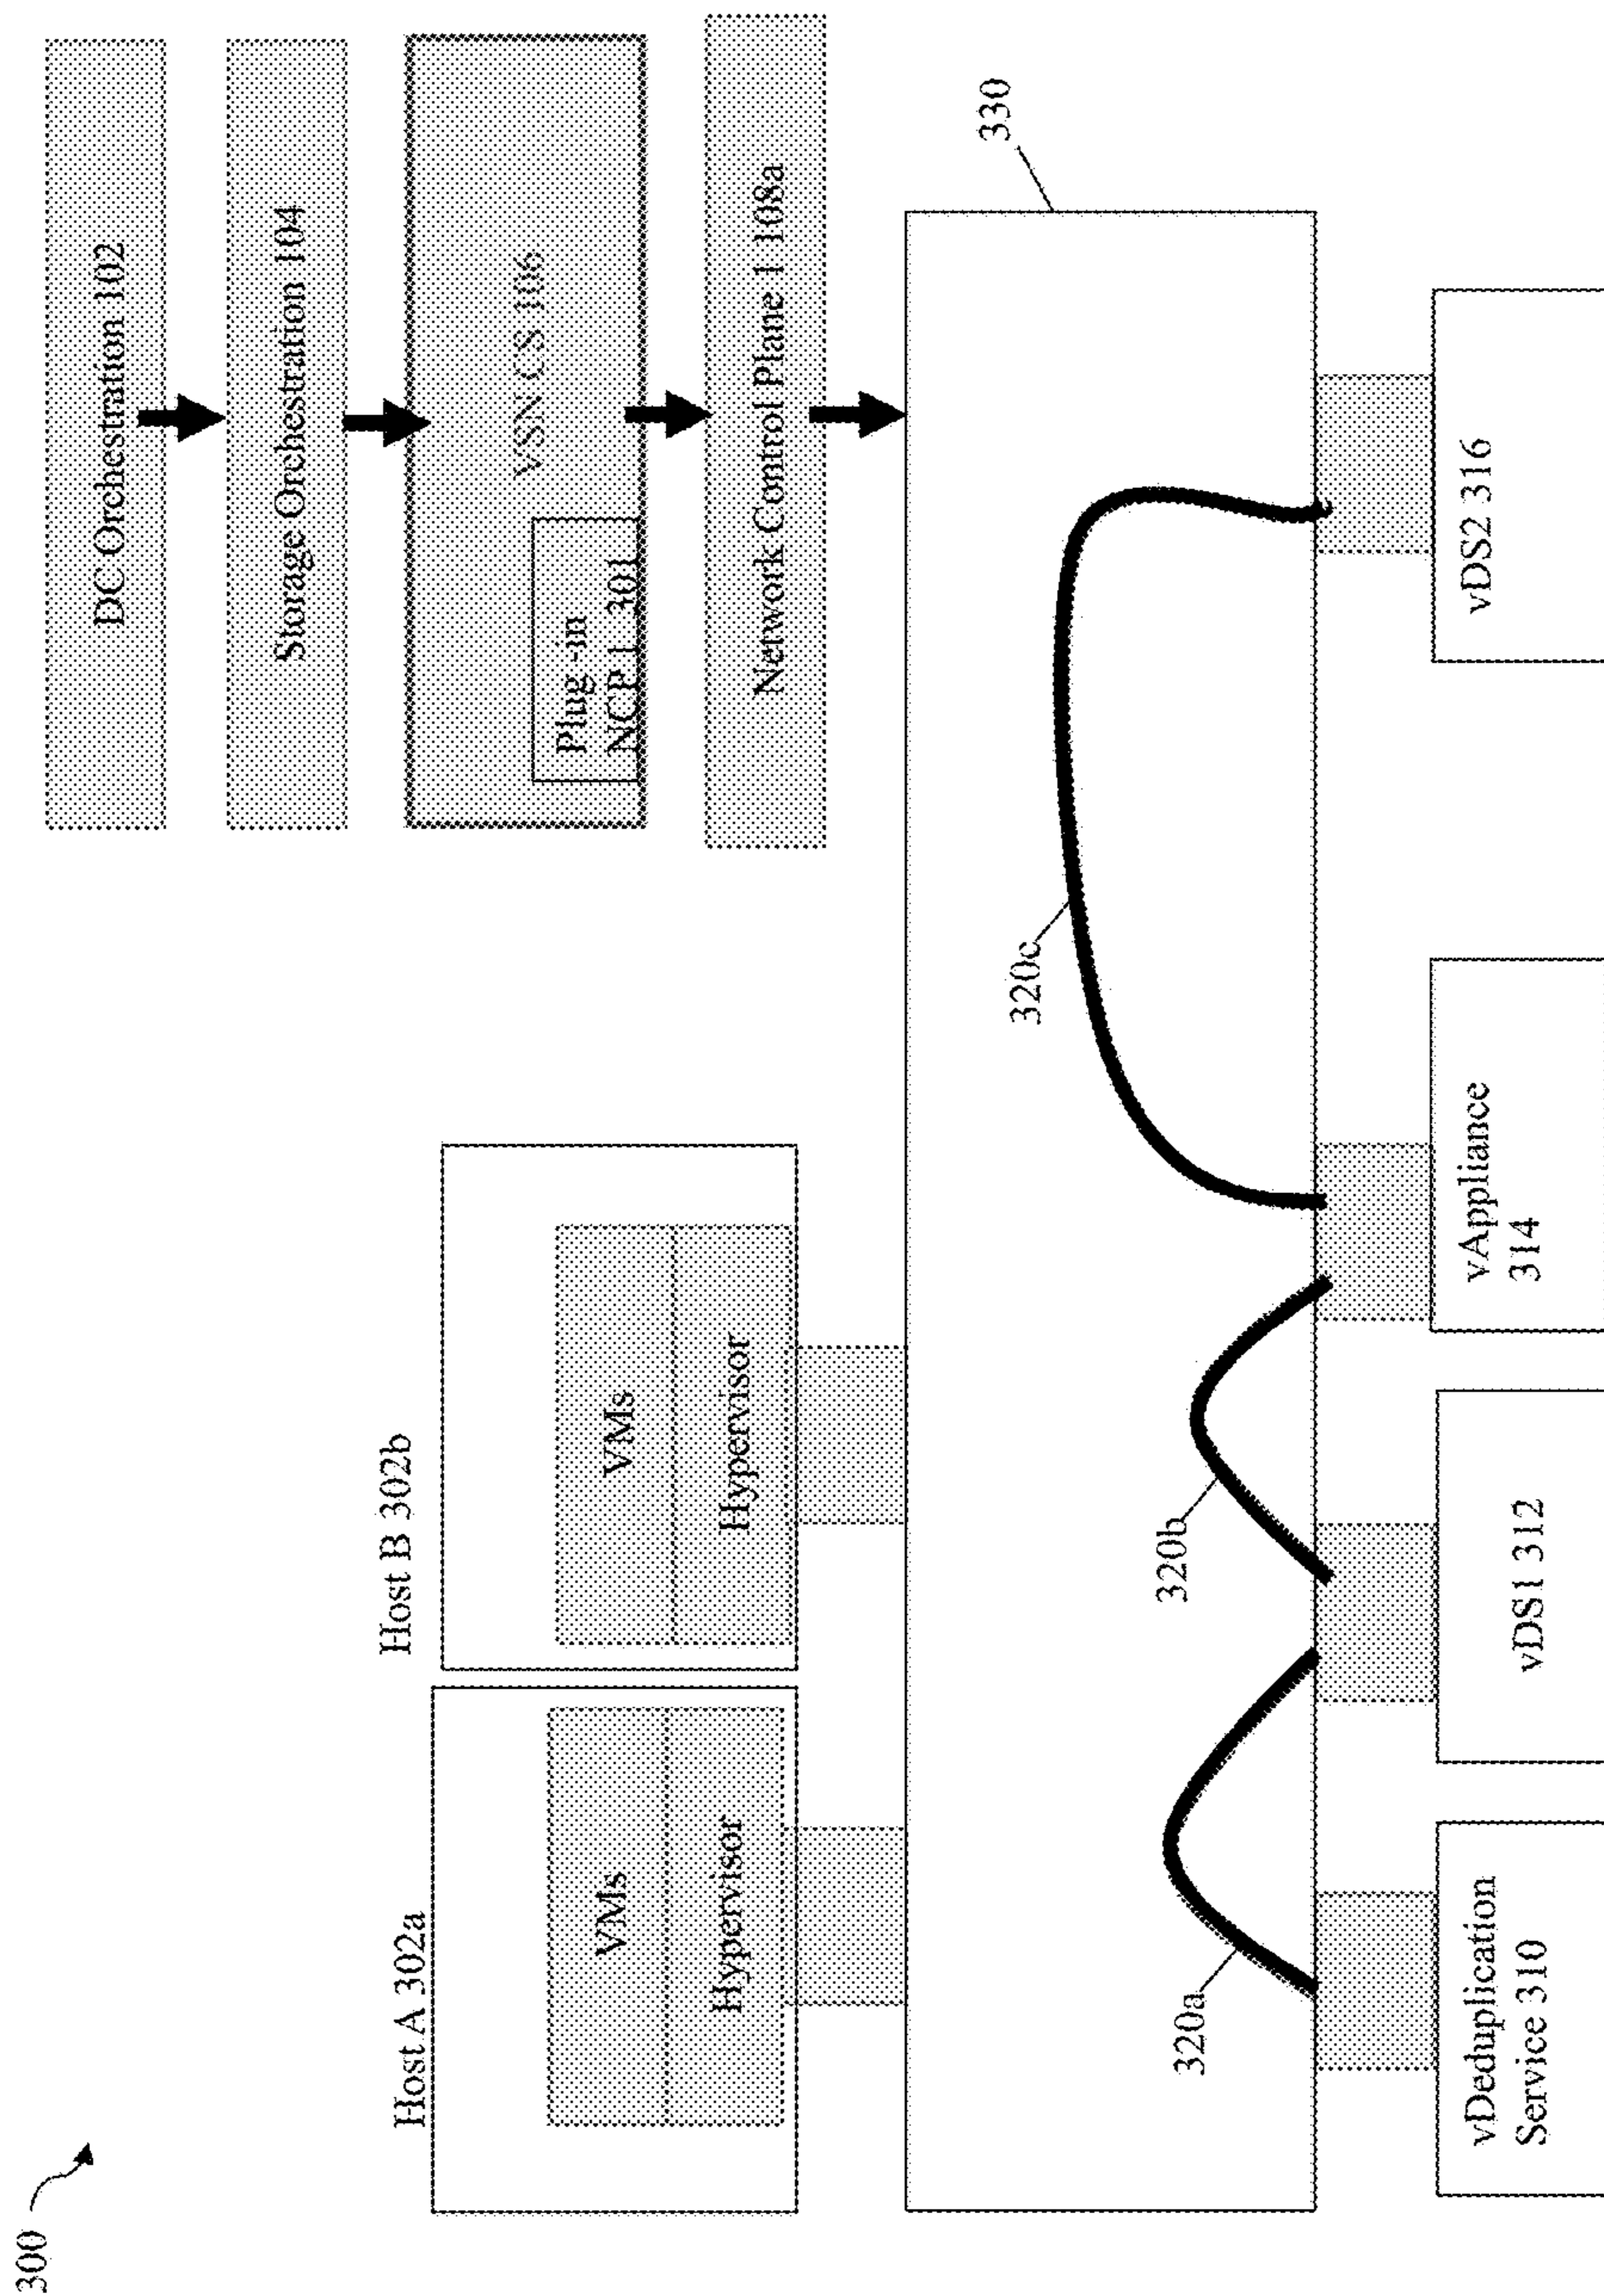 300
DC Orchestration 102
Storage Orchestration 104
VSN CS 106
Plug-in
NCP 1 301
Network Control Plane 1 108a
Host A 302a
VMs
Hypervisor
Host B 302b
VMs
Hypervisor
330
320a
320b
320c
vDeduplication
Service 310
vDS1 312
vAppliance
314
vDS2 316